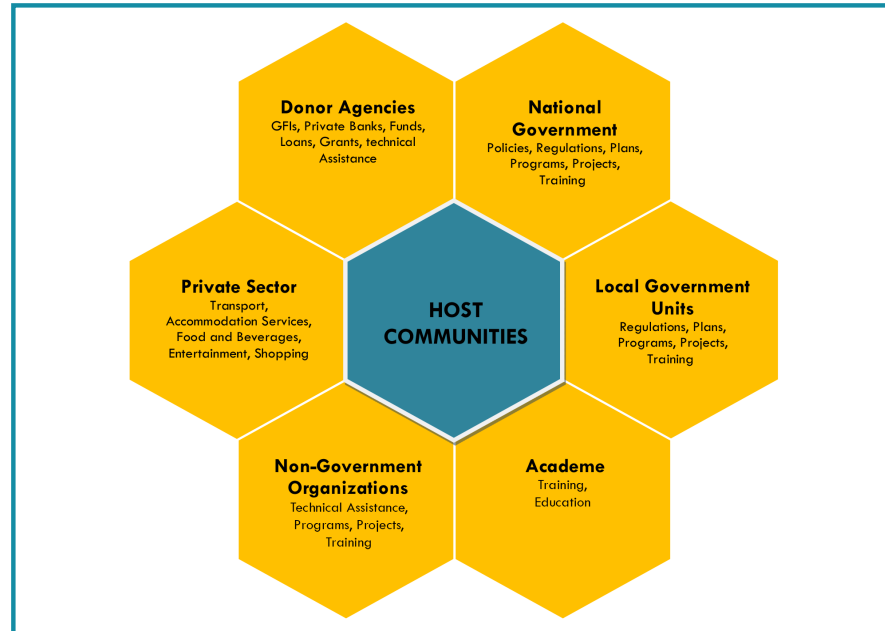 Donor Agencies
GFIs, Private Banks, Funds,
Loans, Grants, technical
Assistance
National
Government
Policies, Regulations, Plans,
Programs, Projects,
Training
Private Sector
Transport,
Accommodation Services,
Food and Beverages,
Entertainment, Shopping
HOST
COMMUNITIES
Local Government
Units
Regulations, Plans,
Programs, Projects,
Training
Non-Government
Organizations
Technical Assistance,
Programs, Projects,
Training
Academe
Training,
Education